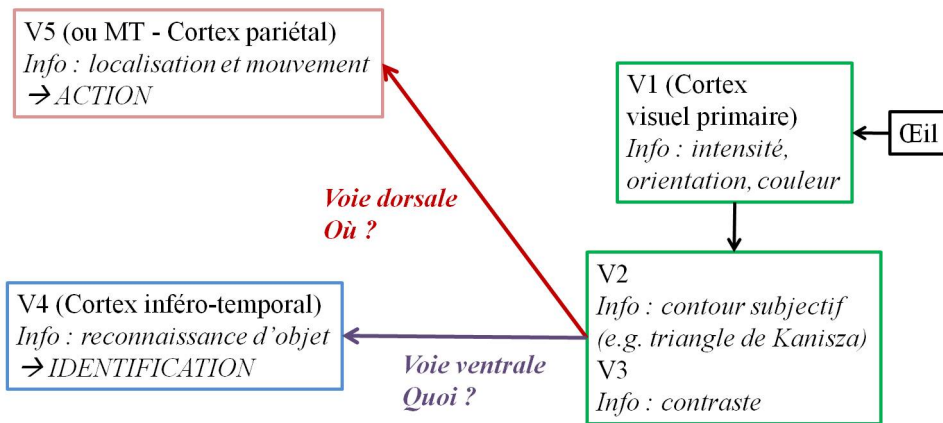 V5 (ou MT - Cortex pariétal)
Info : localisation et mouvement
→ ACTION
V1 (Cortex
visuel primaire)
Info : intensité,
orientation, couleur
Œil
Voie dorsale
Où ?
V4 (Cortex inféro-temporal)
Info : reconnaissance d’objet
→ IDENTIFICATION
Voie ventrale
Quoi ?
V2
Info : contour subjectif
(e.g. triangle de Kanisza)
V3
Info : contraste